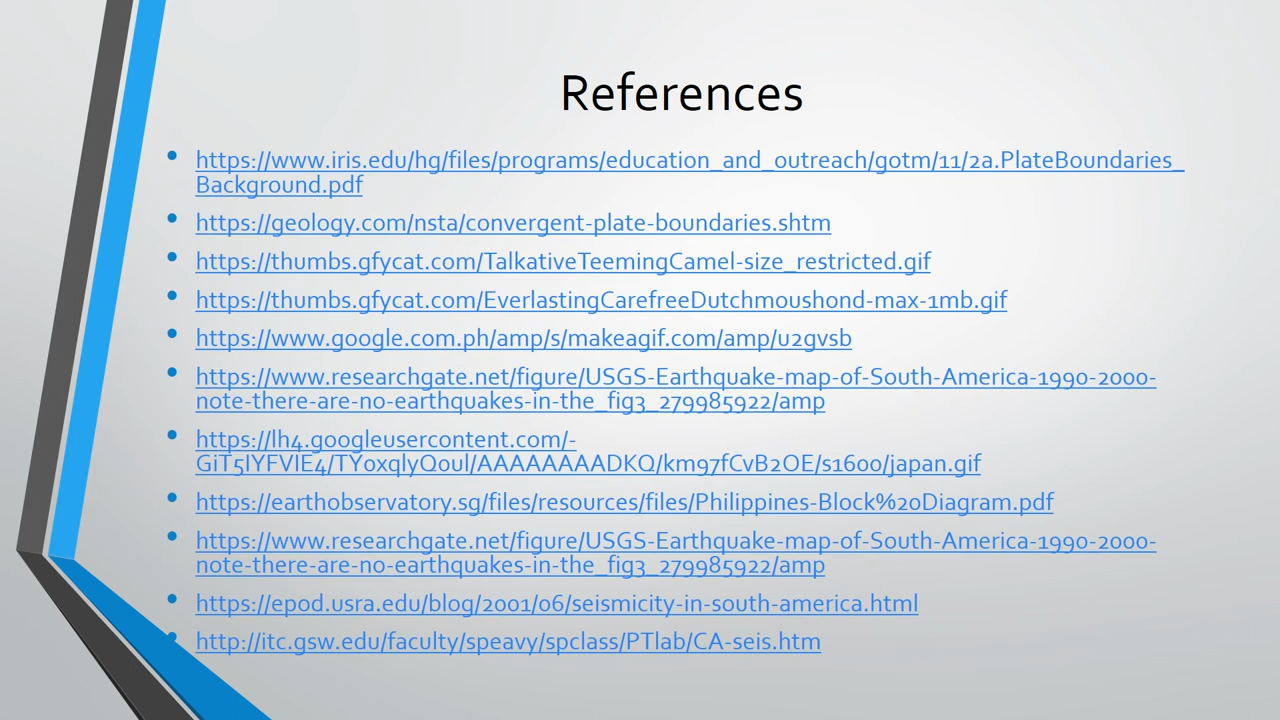 References
https://www.iris.edu/hg/files/programs/education_and_outreach/gotm/11/2a.PlateBoundaries_
Background.pdf
https://geology.com/nsta/convergent-plate-boundaries.shtm
https://thumbs.gfycat.com/TalkativeTeemingCamel-size_restricted.gif
https://thumbs.gfycat.com/EverlastingCarefreeDutchmoushond-max-1mb.gif
https://www.google.com.ph/amp/s/makeagif.com/amp/u2gvsb
https://www.researchgate.net/figure/USGS-Earthquake-map-of-South-America-1990-2000-
note-there-are-no-earthquakes-in-the_fig3_279985922/amp
https://lh4.googleusercontent.com/-
GiT5IYFVIE4/TYoxqlyQ0uI/AAAAAAAADKQ/km97fCvB2OE/s1600/japan.gif
https://earthobservatory.sg/files/resources/files/Philippines-Block%20Diagram.pdf
https://www.researchgate.net/figure/USGS-Earthquake-map-of-South-America-1990-2000-
note-there-are-no-earthquakes-in-the_fig3_279985922/amp
https://epod.usra.edu/blog/2001/06/seismicity-in-south-america.html
http://itc.gsw.edu/faculty/speavy/spclass/PTlab/CA-seis.htm